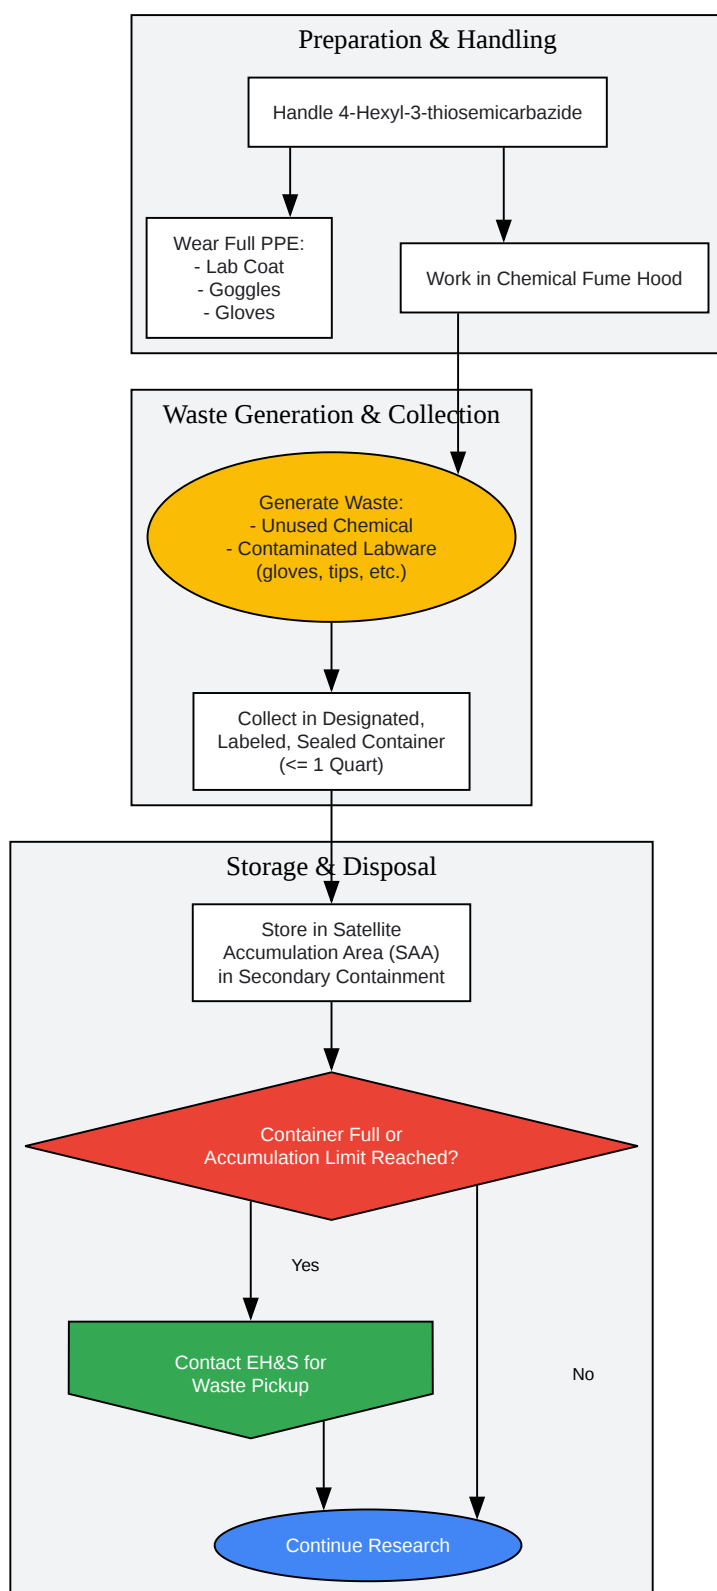 Preparation & Handling
Handle 4-Hexyl-3-thiosemicarbazide
Wear Full PPE:
- Lab Coat
- Goggles
- Gloves
Work in Chemical Fume Hood
Waste Generation & Collection
Generate Waste:
- Unused Chemical
- Contaminated Labware
(gloves, tips, etc.)
Collect in Designated,
Labeled, Sealed Container
(<= 1 Quart)
Storage & Disposal
Store in Satellite
Accumulation Area (SAA)
in Secondary Containment
Container Full or
Accumulation Limit Reached?
Yes
Contact EH&S for
Waste Pickup
No
Continue Research